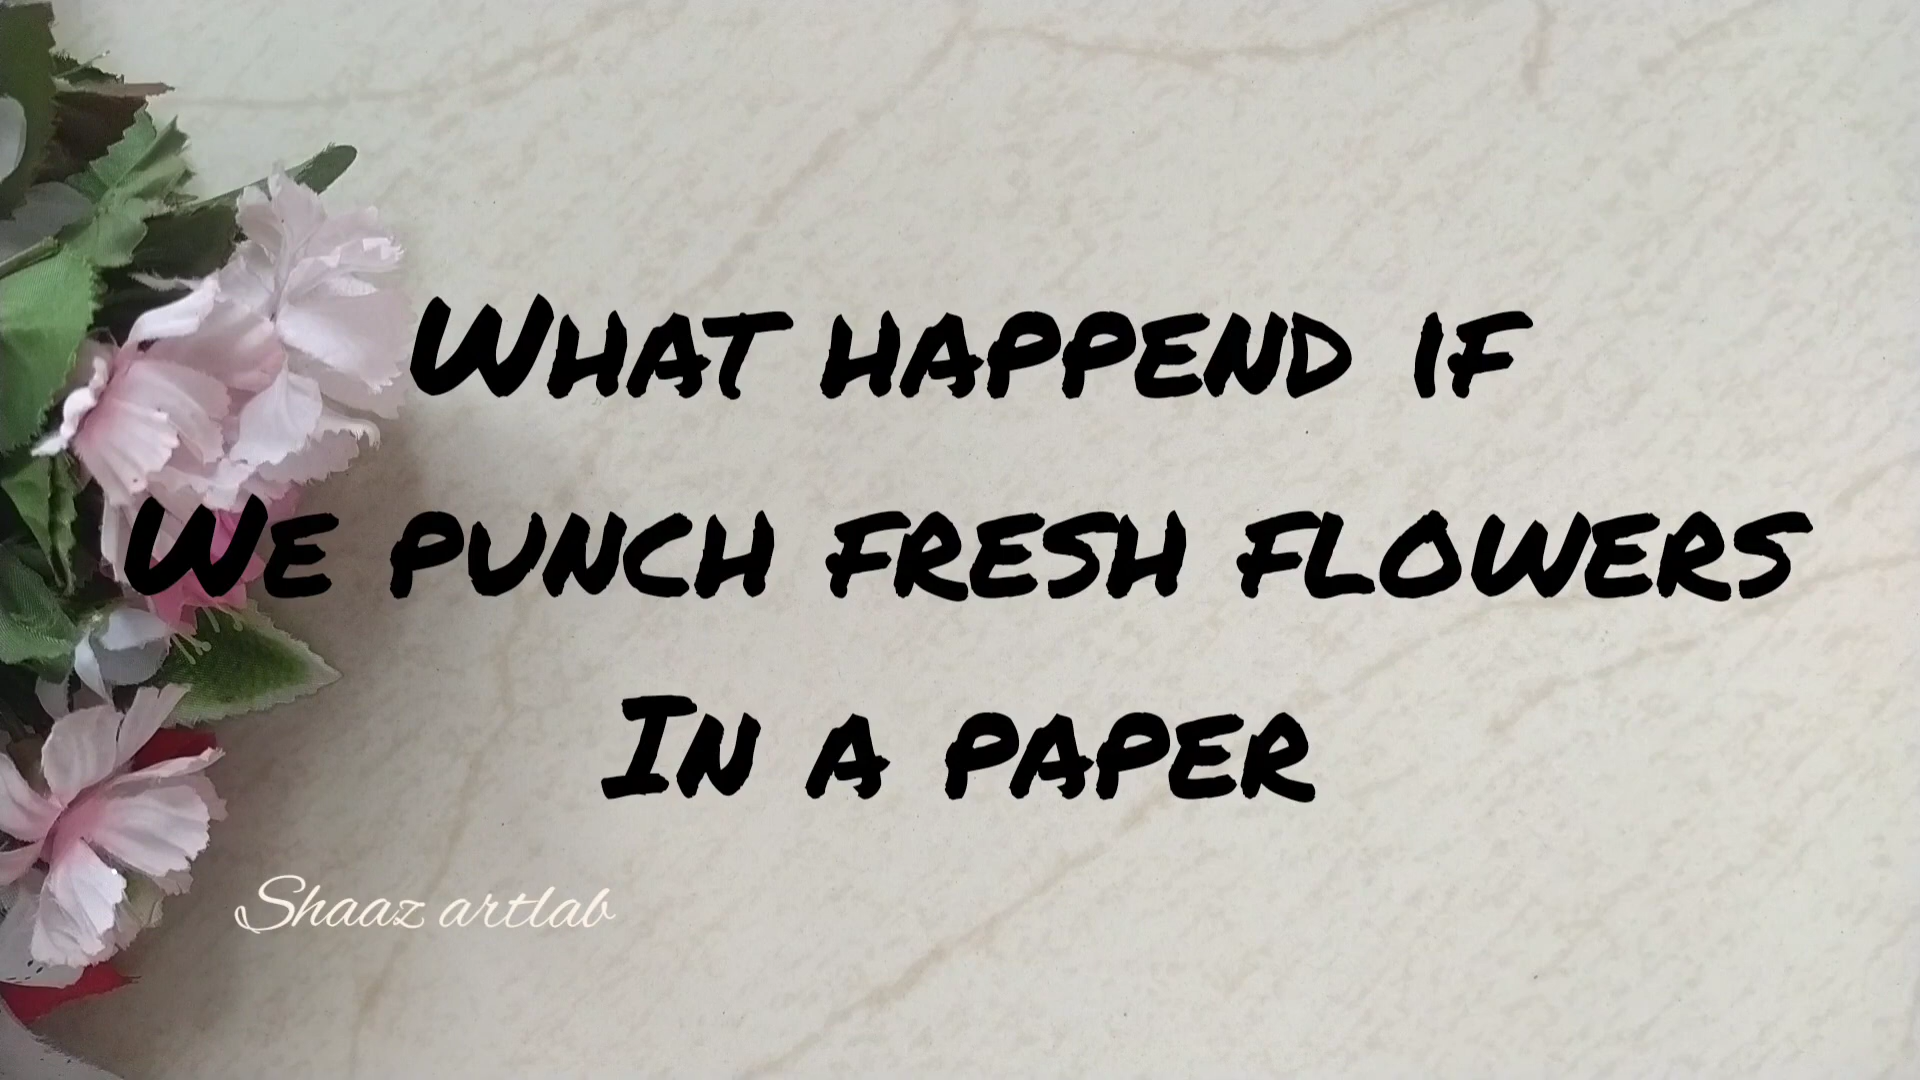 What happend if
We punch fresh flowers
In a paper
Shaaz artlab